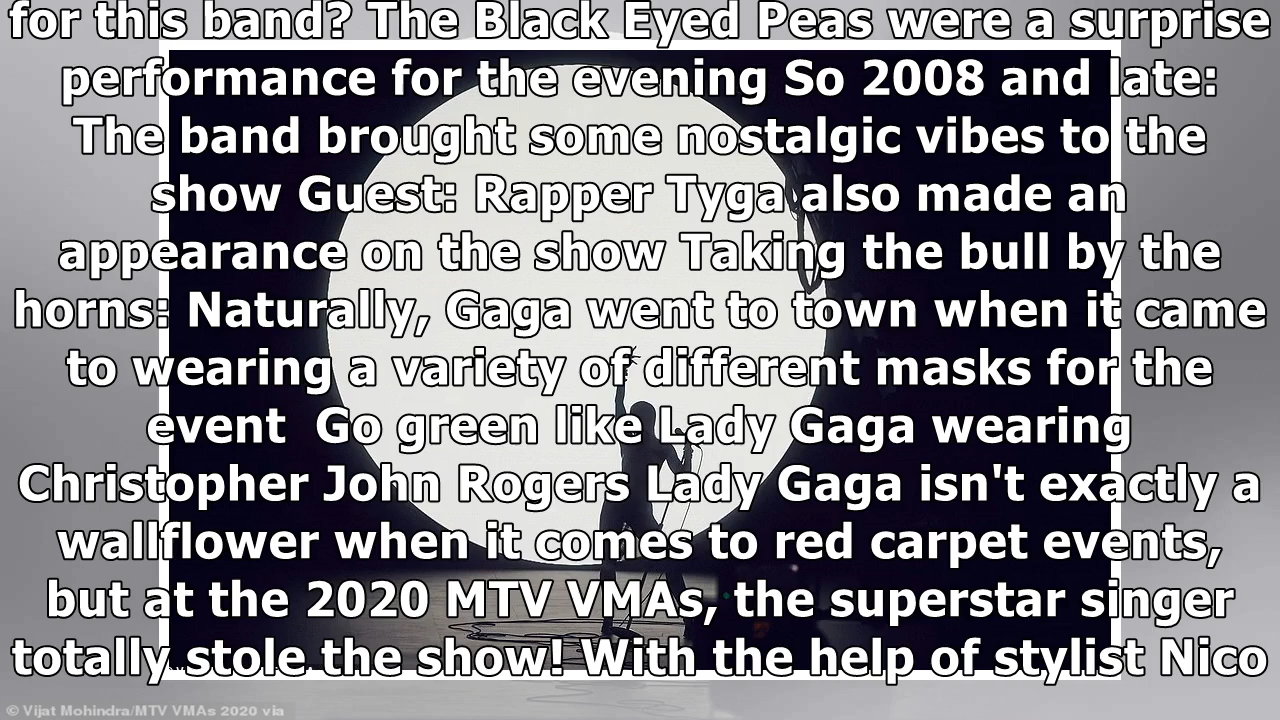 for this band? The Black Eyed Peas were a surprise
performance for the evening So 2008 and late:
The band brought some nostalgic vibes to the
show Guest: Rapper Tyga also made an
appearance on the show Taking the bull by the
horns: Naturally, Gaga went to town when it came
to wearing a variety of different masks for the
event  Go green like Lady Gaga wearing
Christopher John Rogers Lady Gaga isn't exactly a
wallflower when it comes to red carpet events,
but at the 2020 MTV VMAs, the superstar singer
totally stole the show! With the help of stylist Nico
© Vijat Mohindra/MTV VMAs 2020 via